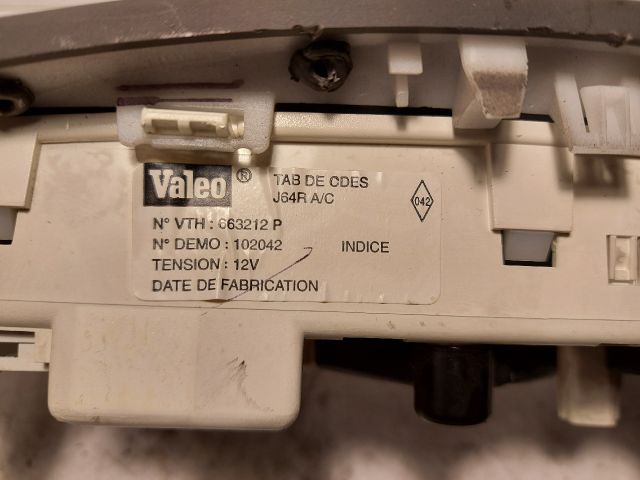 Valeo ®
TAB DE CDES
J64R A/C
042
N° VTH : 663212 P
N° DEMO : 102042
INDICE
TENSION : 12V
DATE DE FABRICATION